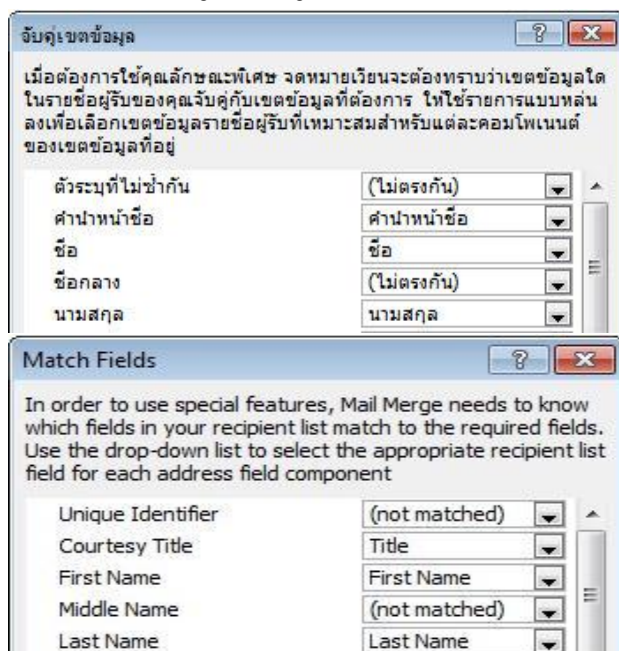 จับคู่เขตข้อมูล
เมื่อต้องการใช้คุณลักษณะพิเศษ จดหมายเวียนจะต้องทราบว่าเขตข้อมูลใด
ในรายชื่อผู้รับของคุณจับคู่กับเขตข้อมูลที่ต้องการ ให้ใช้รายการแบบหล่น
ลงเพื่อเลือกเขตข้อมูลรายชื่อผู้รับที่เหมาะสมสำหรับแต่ละคอมโพเนนต์
ของเขตข้อมูลที่อยู่
ตัวระบุที่ไม่ซ้ำกัน (ไม่ตรงกัน)
คำนำหน้าชื่อ คำนำหน้าชื่อ
ชื่อ ชื่อ
ชื่อกลาง (ไม่ตรงกัน)
นามสกุล นามสกุล
Match Fields
In order to use special features, Mail Merge needs to know
which fields in your recipient list match to the required fields.
Use the drop-down list to select the appropriate recipient list
field for each address field component
Unique Identifier (not matched)
Courtesy Title Title
First Name First Name
Middle Name (not matched)
Last Name Last Name